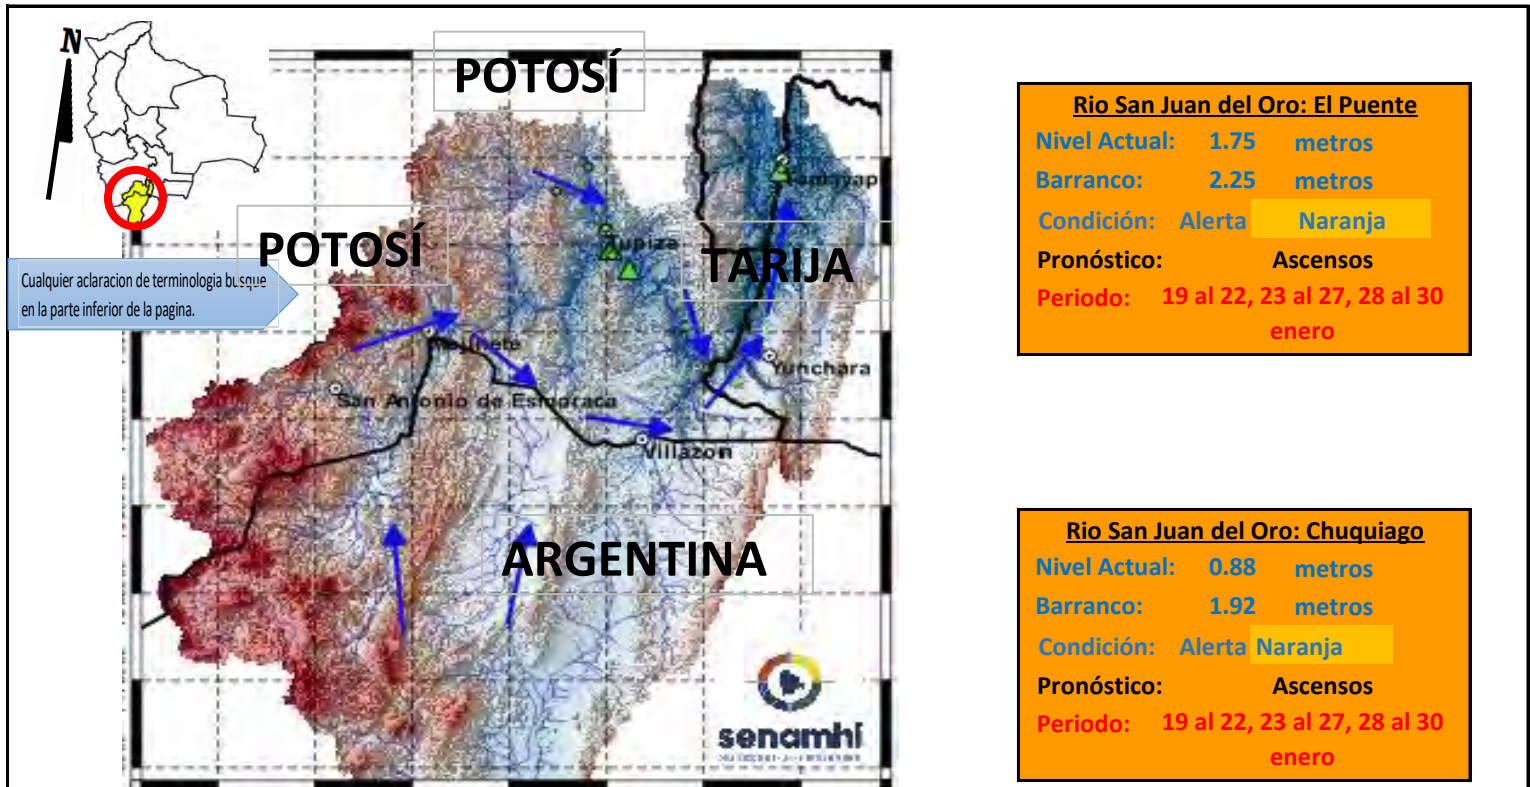 N
POTOSÍ
POTOSÍ
TARIJA
ARGENTINA
Cualquier aclaracion de terminologia busque
en la parte inferior de la pagina.
Tupiza
Yunchara
San Antonio de Esmoraca
Villazon
senamhí
Rio San Juan del Oro: El Puente
Nivel Actual: 1.75 metros
Barranco: 2.25 metros
Condición: Alerta Naranja
Pronóstico: Ascensos
Periodo: 19 al 22, 23 al 27, 28 al 30
enero
Rio San Juan del Oro: Chuquiago
Nivel Actual: 0.88 metros
Barranco: 1.92 metros
Condición: Alerta Naranja
Pronóstico: Ascensos
Periodo: 19 al 22, 23 al 27, 28 al 30
enero